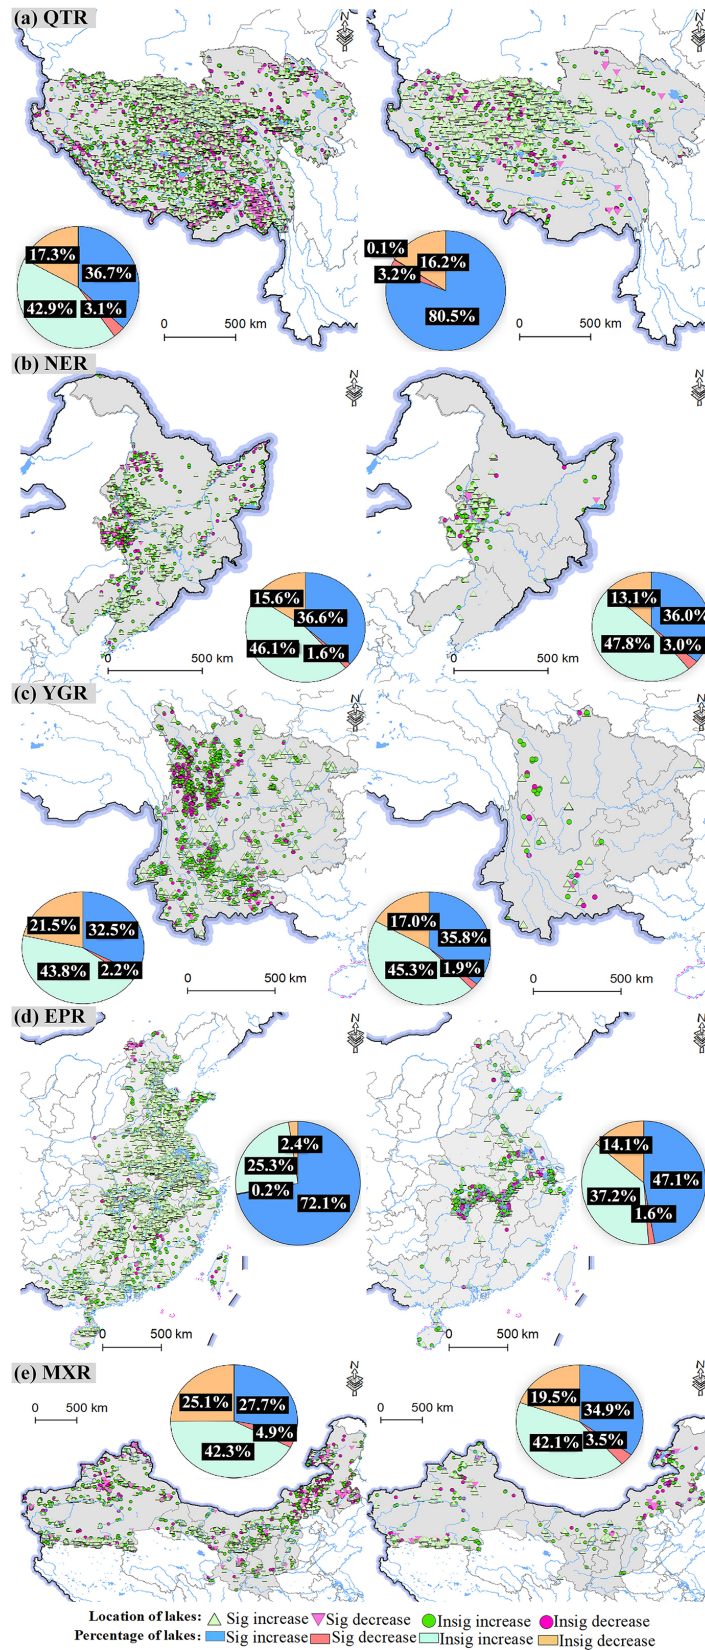 (a) QTR
N
N
17.3%
36.7%
42.9%
3.1%
0
500 km
0.1%
16.2%
3.2%
80.5%
0
500 km
(b) NER
N
N
15.6%
36.6%
46.1%
1.6%
0
500 km
13.1%
36.0%
47.8%
3.0%
0
500 km
(c) YGR
N
N
21.5%
32.5%
43.8%
2.2%
0
500 km
17.0%
35.8%
45.3%
1.9%
0
500 km
(d) EPR
N
N
2.4%
25.3%
0.2%
72.1%
0
500 km
14.1%
47.1%
37.2%
1.6%
0
500 km
(e) MXR
N
N
0
500 km
25.1%
27.7%
4.9%
42.3%
0
500 km
19.5%
34.9%
42.1%
3.5%
Location of lakes: Sig increase Sig decrease Insig increase Insig decrease
Percentage of lakes: Sig increase Sig decrease Insig increase Insig decrease